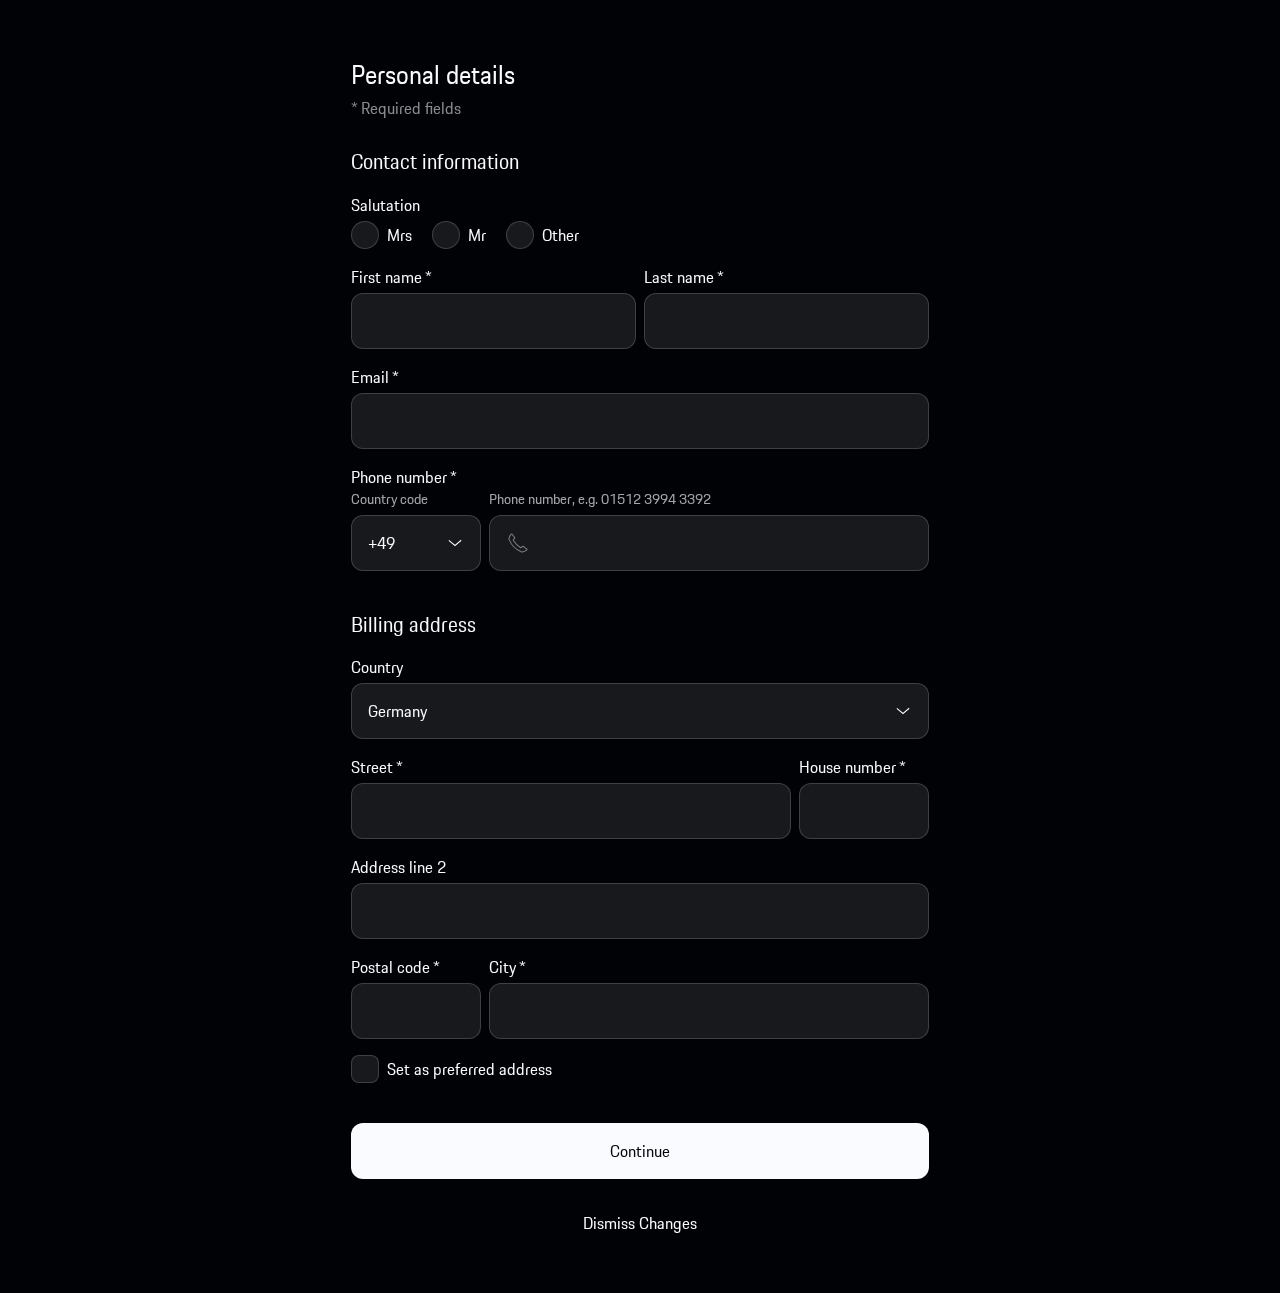 Personal details
* Required fields
Contact information
Salutation
Mrs Mr Other
First name * Last name *
Email *
Phone number *
Country code Phone number, e.g. 01512 3994 3392
+49
Billing address
Country
Germany
Street * House number *
Address line 2
Postal code * City *
Set as preferred address
Continue
Dismiss Changes